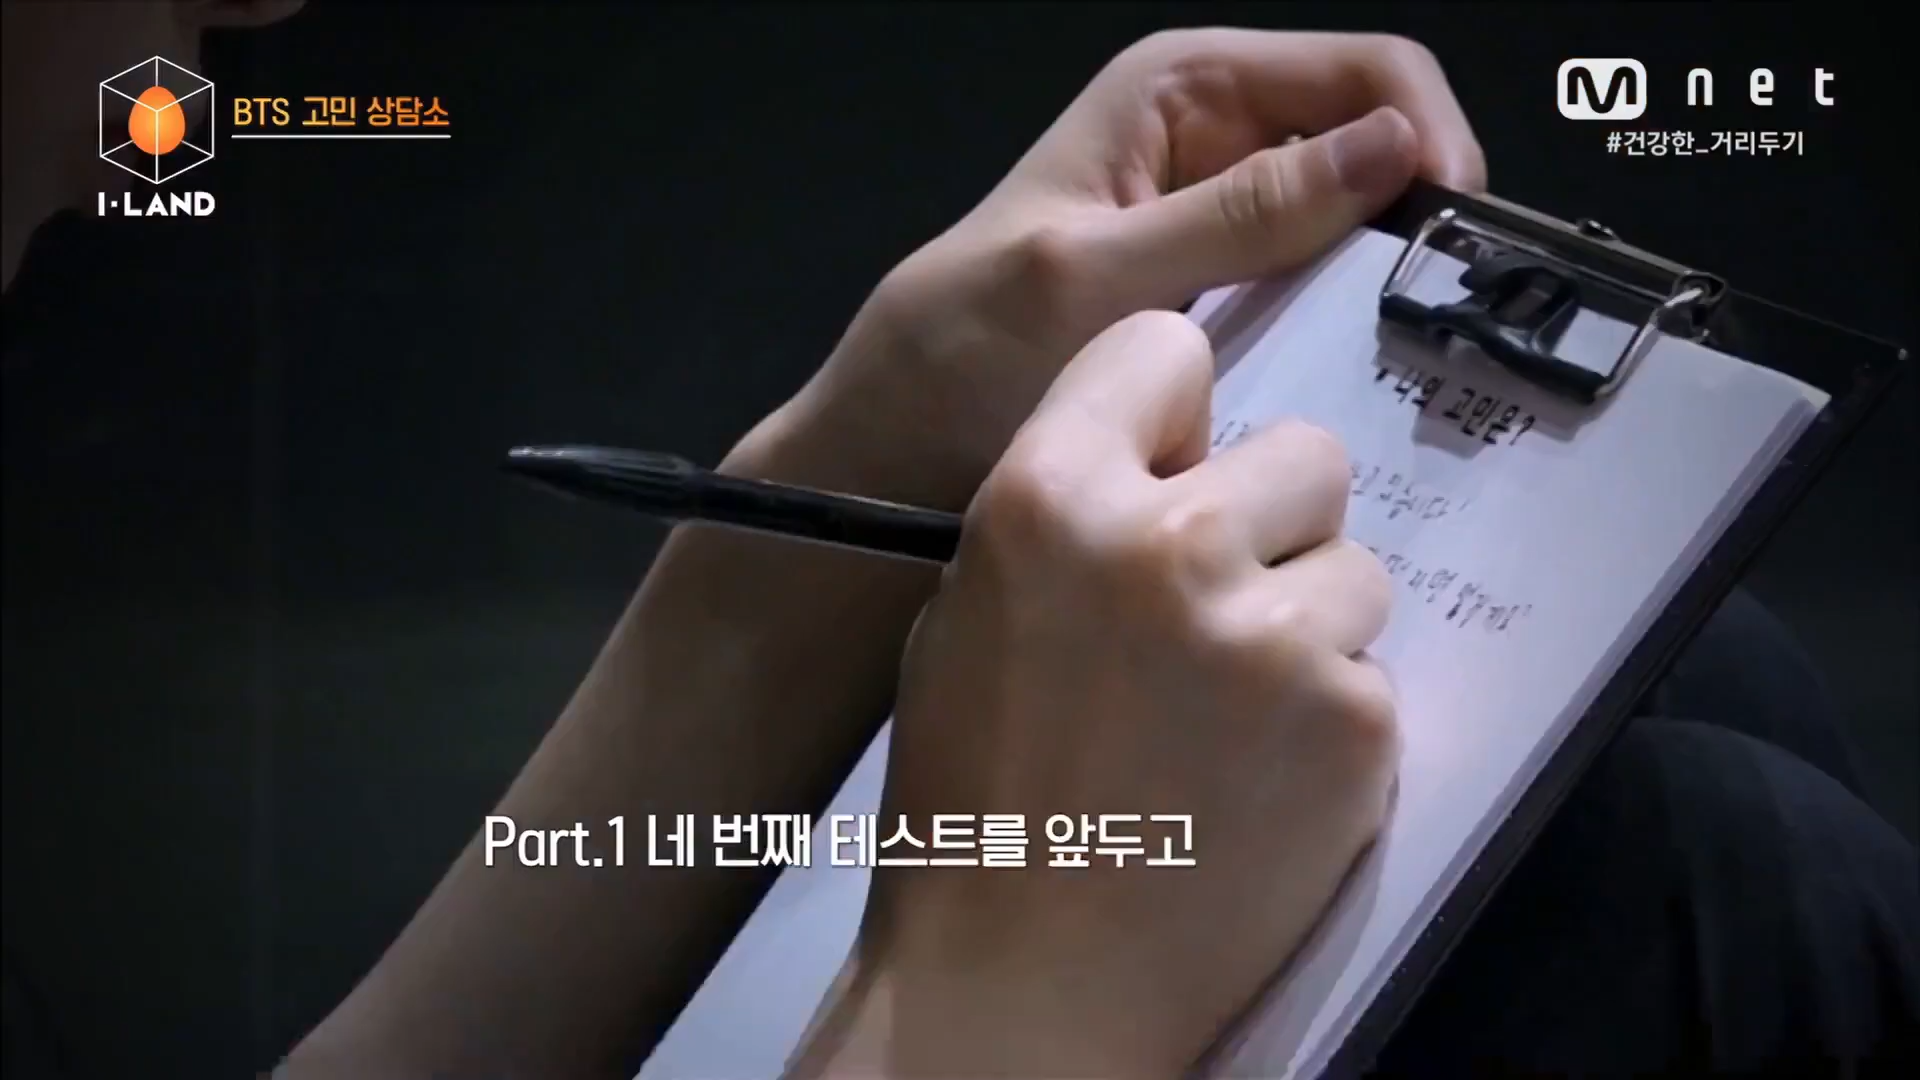 BTS 고민 상담소
I·LAND
M net
#건강한_거리두기
나의 고민은?
Part.1 네 번째 테스트를 앞두고